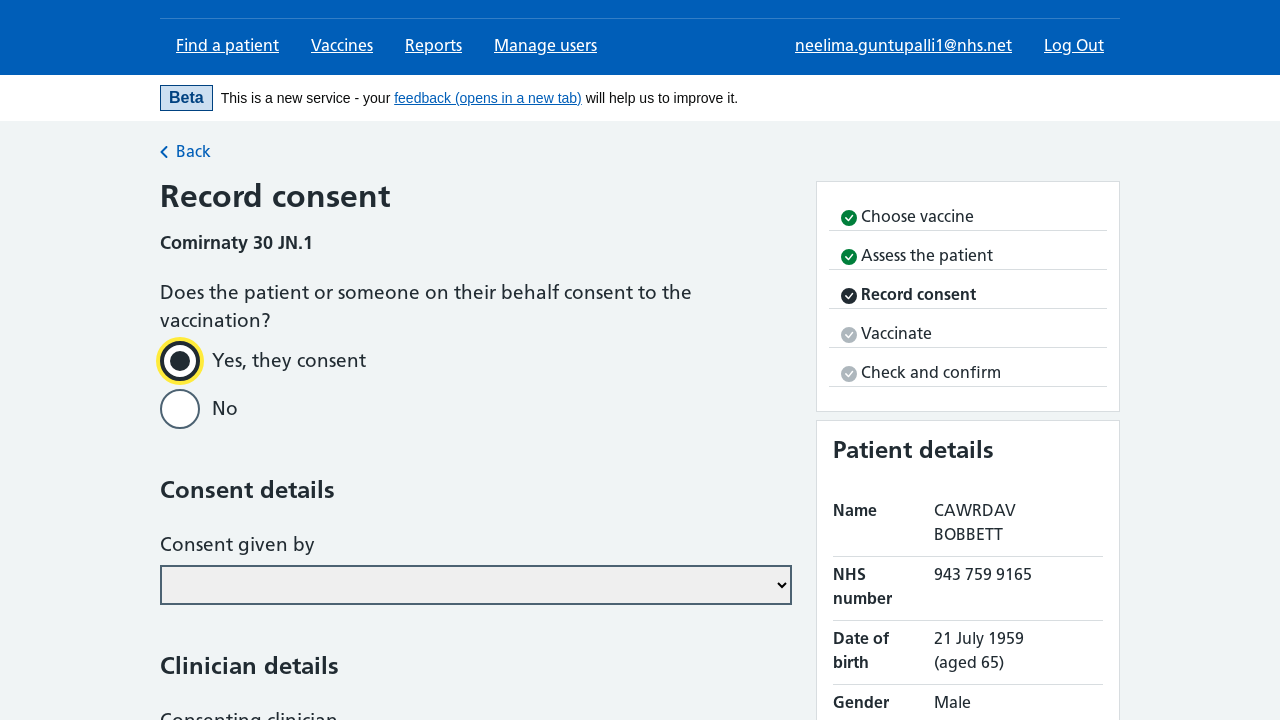 Find a patient Vaccines Reports Manage users neelima.guntupalli1@nhs.net Log Out
Beta This is a new service - your feedback (opens in a new tab) will help us to improve it.
Back
Record consent
Comirnaty 30 JN.1
Does the patient or someone on their behalf consent to the
vaccination?
Yes, they consent
No
Consent details
Consent given by
Clinician details
Consenting clinician
Choose vaccine
Assess the patient
Record consent
Vaccinate
Check and confirm
Patient details
Name CAWRDAV
BOBBETT
NHS 943 759 9165
number
Date of 21 July 1959
birth (aged 65)
Gender Male